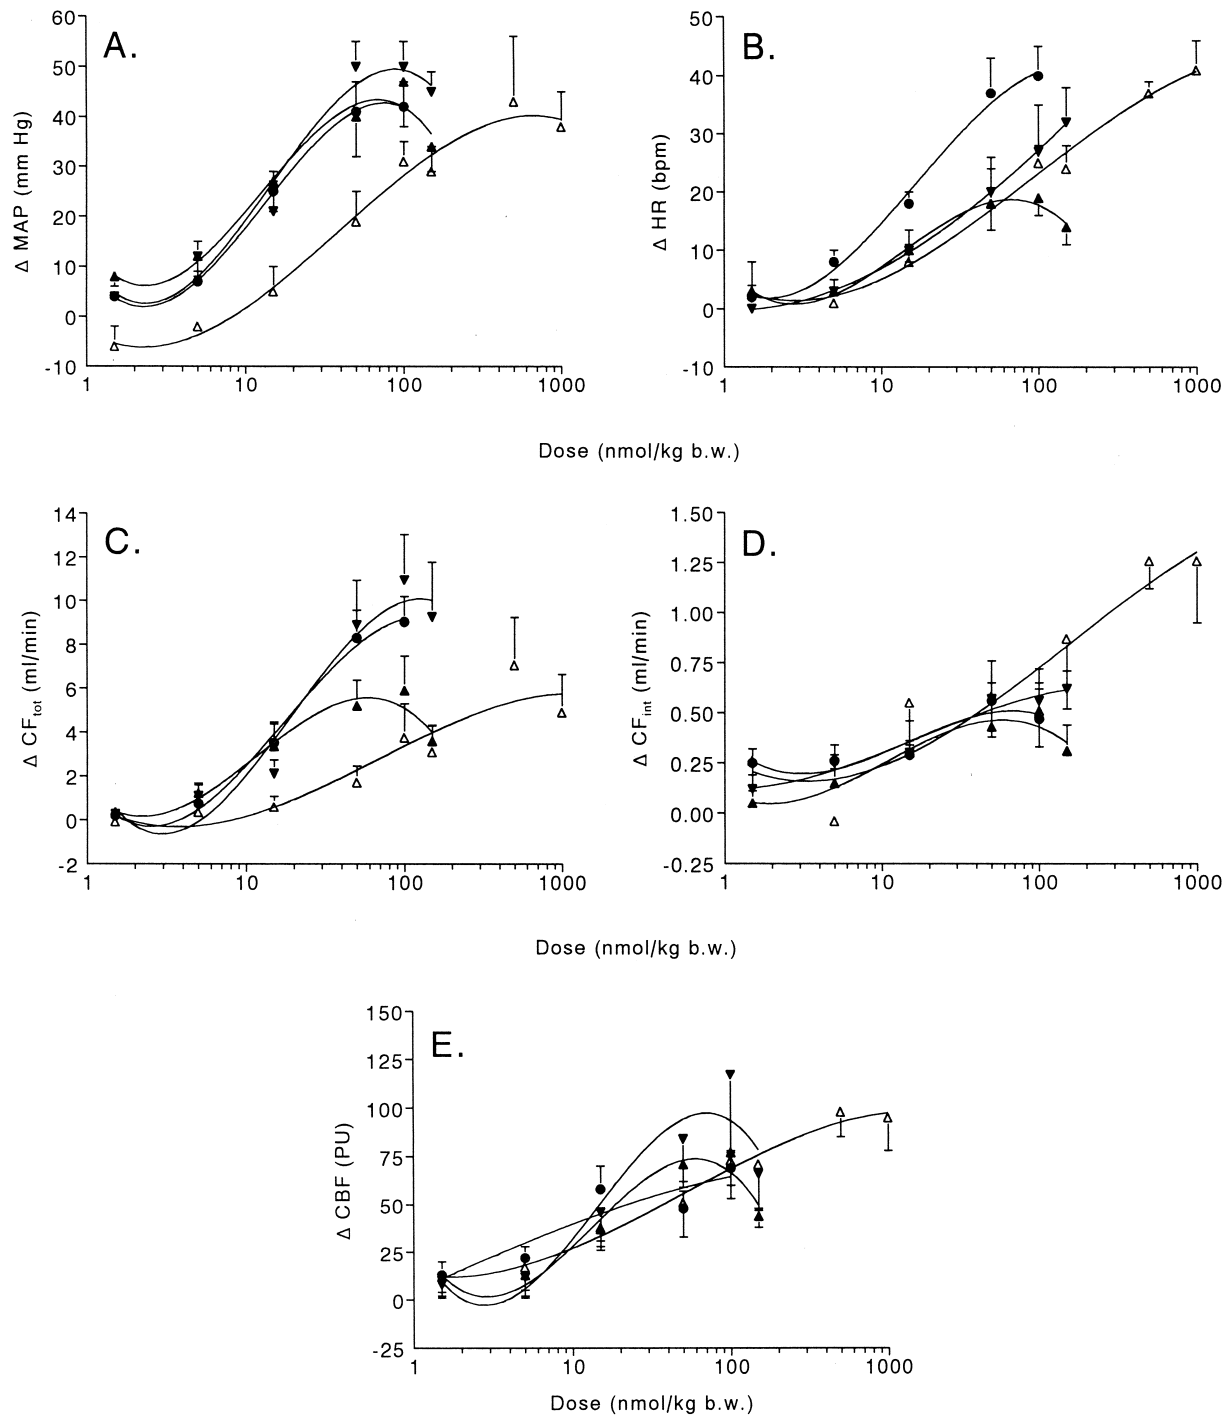 A.
Δ MAP (mm Hg)
60
50
40
30
20
10
0
-10
1 10 100 1000
B.
Δ HR (bpm)
50
40
30
20
10
0
-10
1 10 100 1000
Dose (nmol/kg b.w.)
C.
Δ CFtot (ml/min)
14
12
10
8
6
4
2
0
-2
1 10 100 1000
D.
Δ CFint (ml/min)
1.50
1.25
1.00
0.75
0.50
0.25
0.00
-0.25
1 10 100 1000
Dose (nmol/kg b.w.)
E.
Δ CBF (PU)
150
125
100
75
50
25
0
-25
1 10 100 1000
Dose (nmol/kg b.w.)